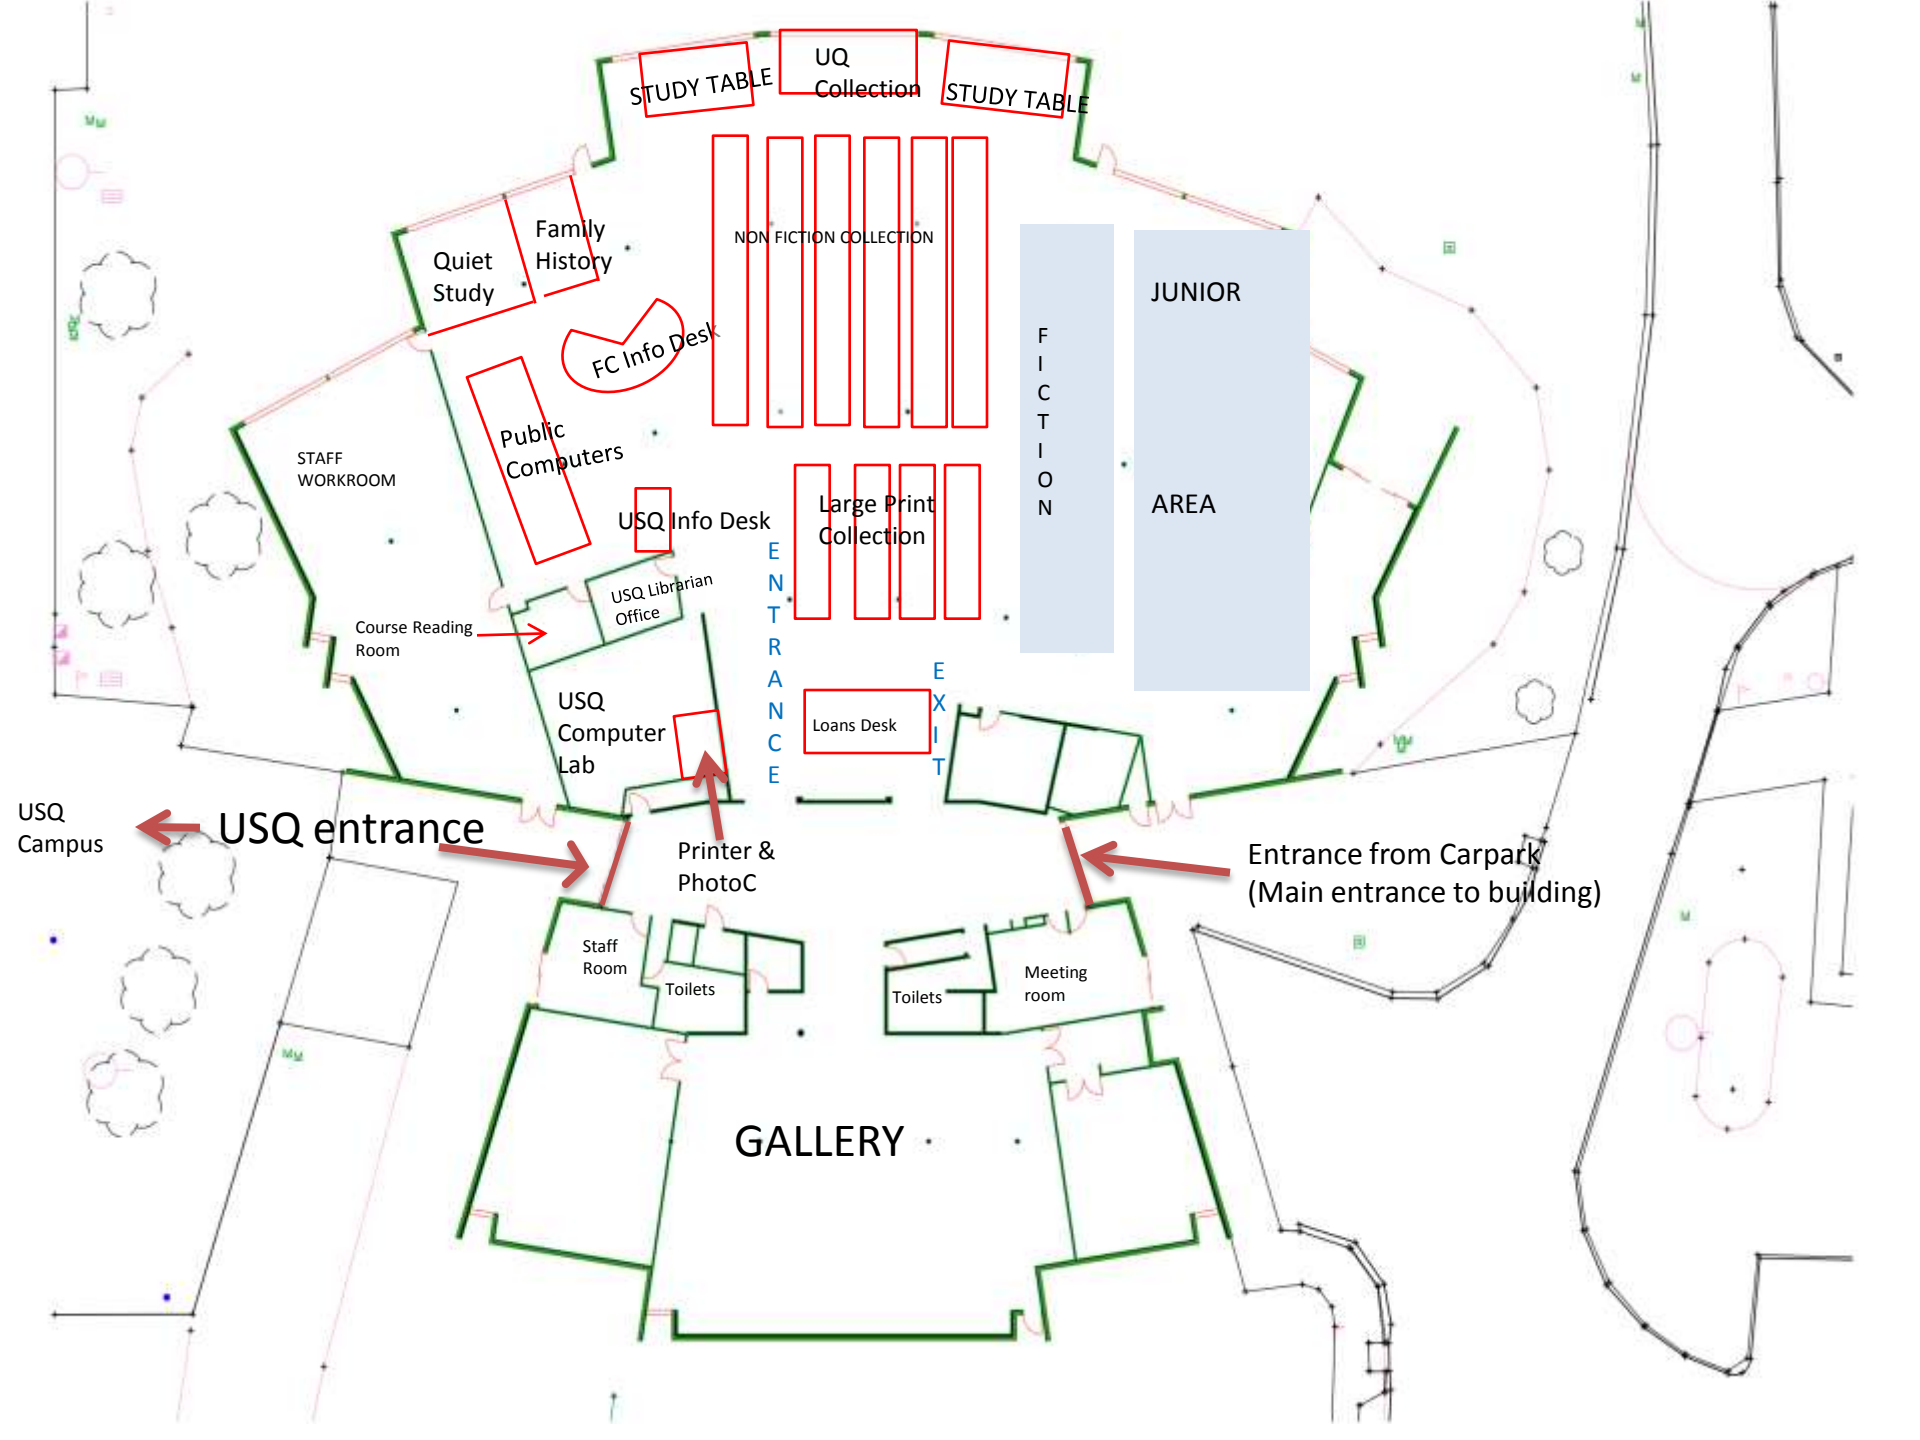 UQ
Collection
STUDY TABLE
STUDY TABLE
NON FICTION COLLECTION
Family
History
Quiet
Study
FC Info Desk
JUNIOR
AREA
FICTION
Public
Computers
STAFF
WORKROOM
Large Print
Collection
USQ Info Desk
ENTRANCE
USQ Librarian
Office
Course Reading
Room
EXIT
USQ
Computer
Lab
Loans Desk
USQ
Campus
USQ entrance
Printer &
PhotoC
Entrance from Carpark
(Main entrance to building)
Staff
Room
Toilets
Toilets
Meeting
room
GALLERY